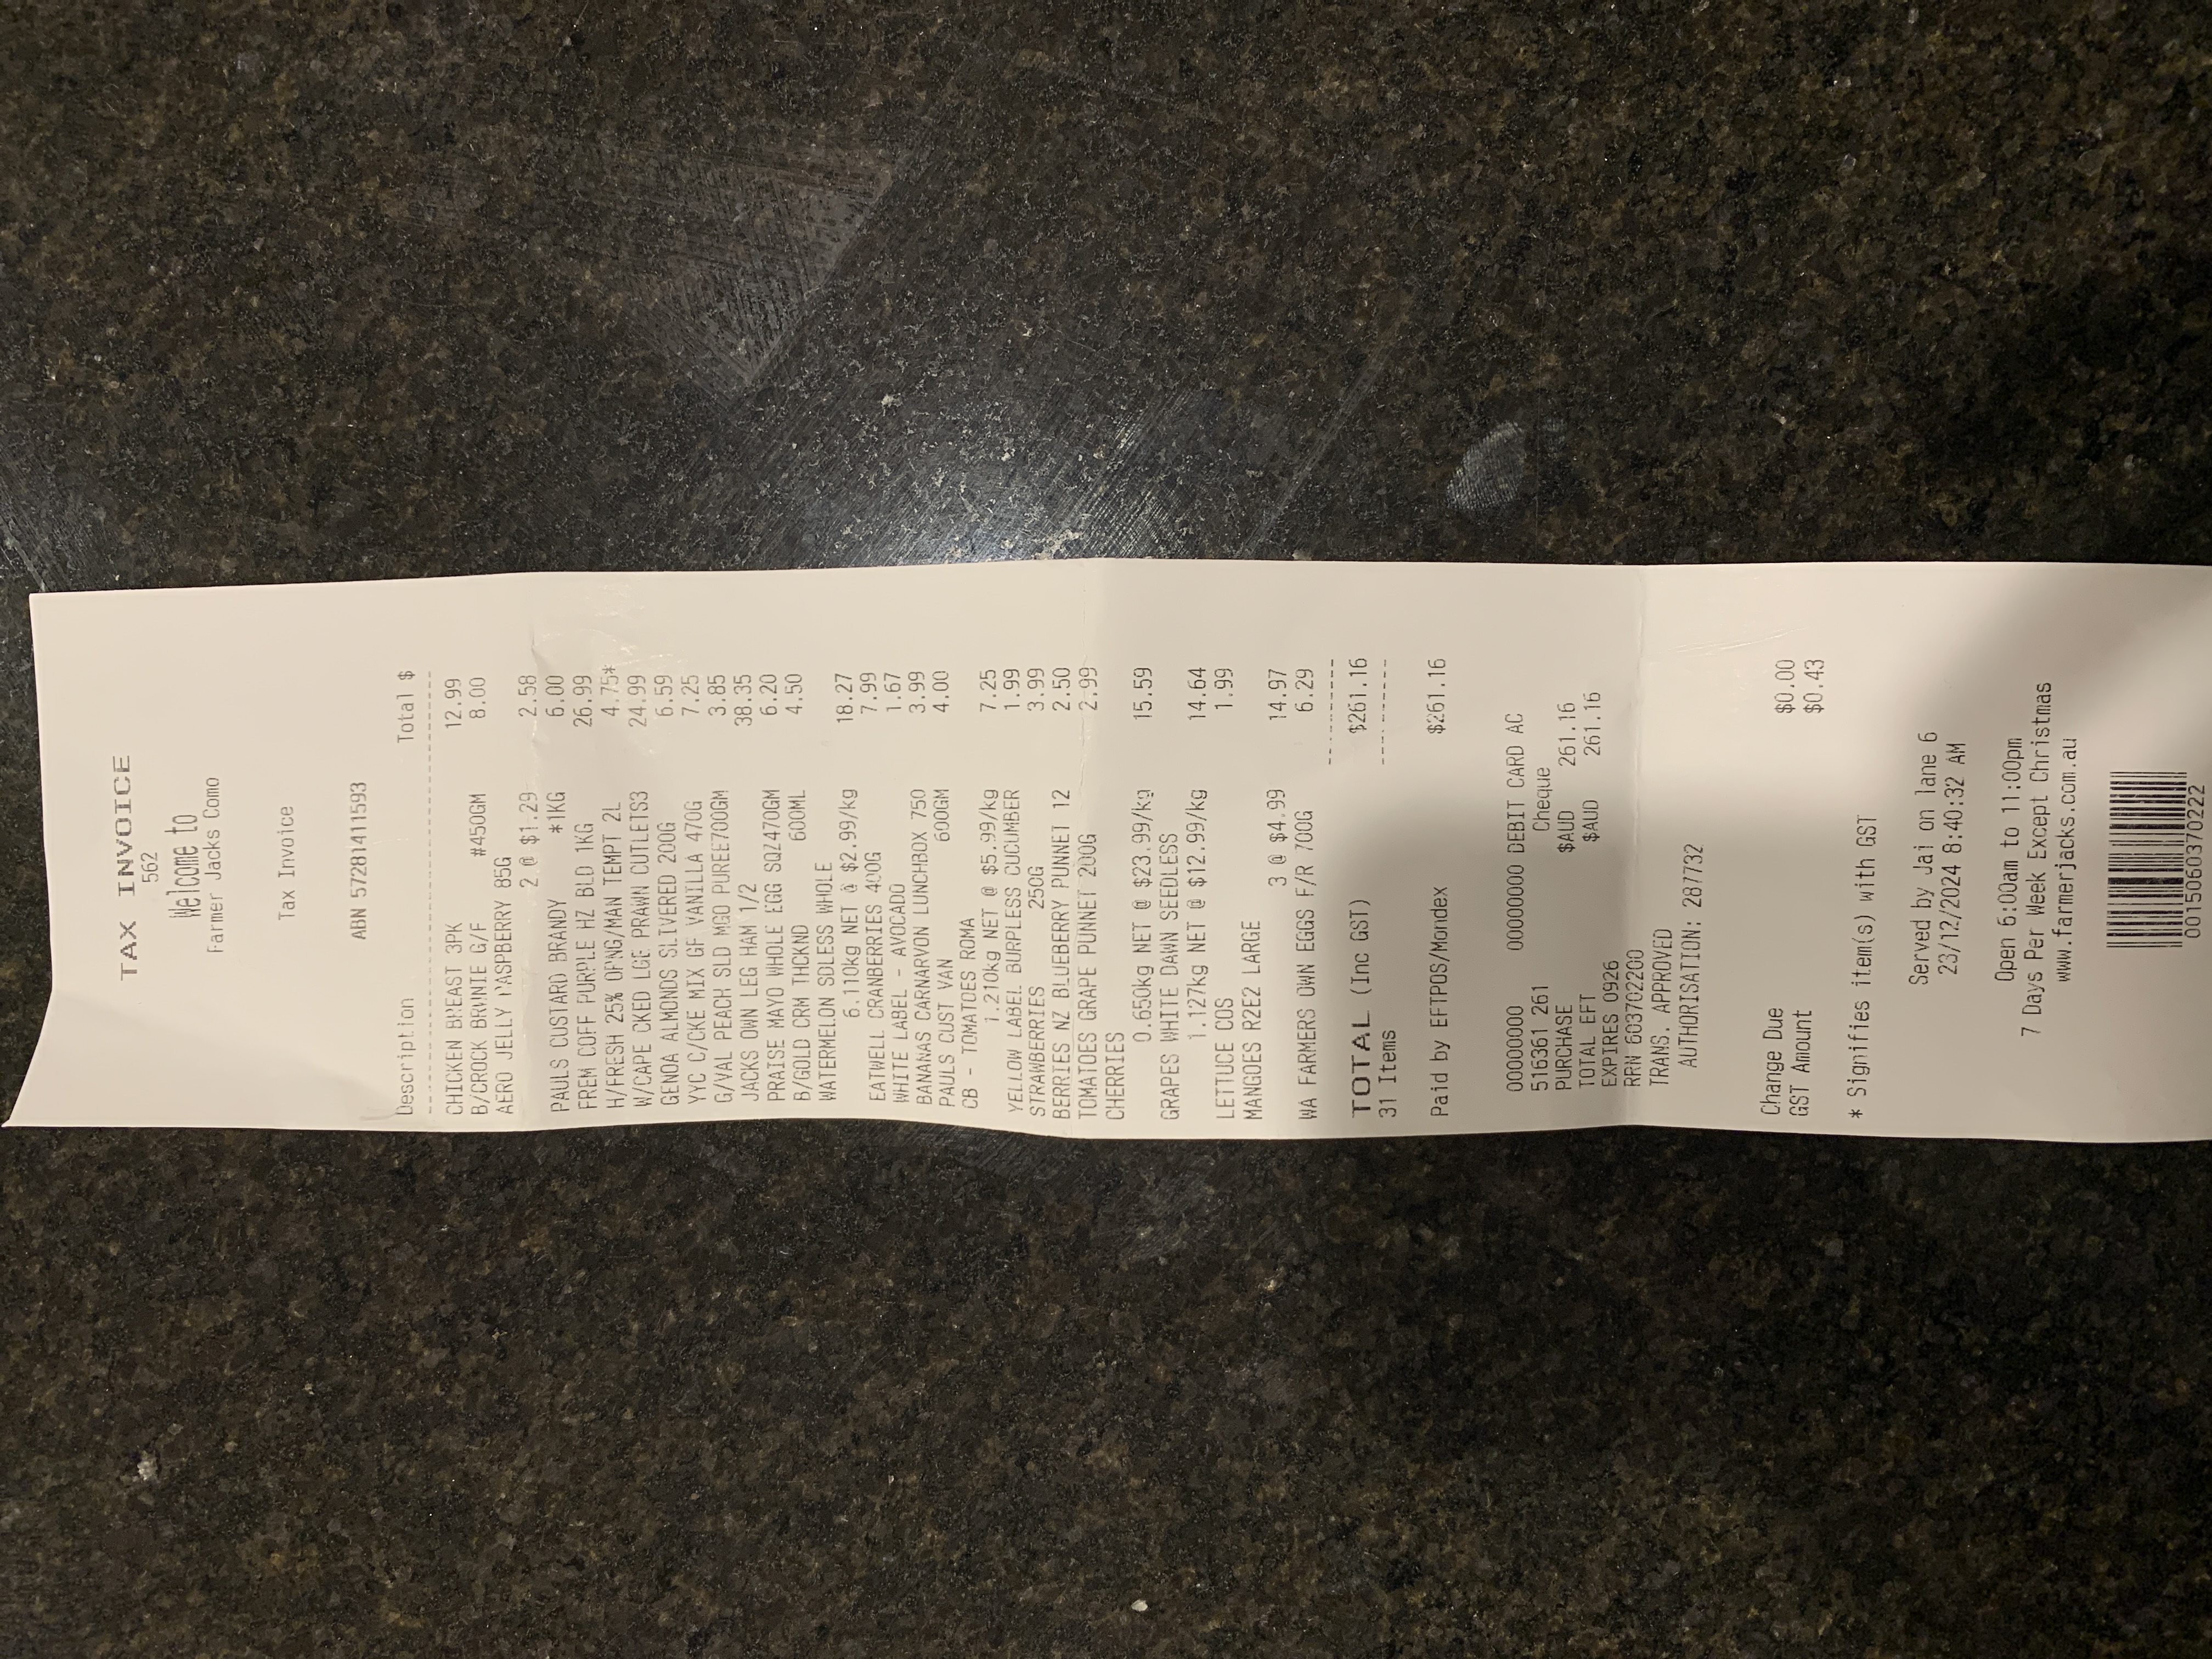 TAX INVOICE
562
Welcome to
Farmer Jacks Como
Tax Invoice
ABN 57281411593
Description Total $
CHICKEN BREAST 3PK 12.99
B/CROCK BRWNIE G/F #450GM 8.00
AERO JELLY RASPBERRY 85G
2 @ $1.29 2.58
PAULS CUSTARD BRANDY *1KG 6.00
FREM COFF PURPLE HZ BLD 1KG 26.99
H/FRESH 25% ORNG/MAN TEMPT 2L 4.75*
W/CAPE CKED LGE PRAWN CUTLETS3 24.99
GENOA ALMONDS SLIVERED 200G 6.59
YYC C/CKE MIX GF VANILLA 470G 7.25
G/VAL PEACH SLD MGO PUREE700GM 3.85
JACKS OWN LEG HAM 1/2 38.35
PRAISE MAYO WHOLE EGG SQZ470GM 6.20
B/GOLD CRM THCKND 600ML 4.50
WATERMELON SDLESS WHOLE
6.110kg NET @ $2.99/kg 18.27
EATWELL CRANBERRIES 400G 7.99
WHITE LABEL - AVOCADO 1.67
BANANAS CARNARVON LUNCHBOX 750 3.99
PAULS CUST VAN 600GM 4.00
CB - TOMATOES ROMA
1.210kg NET @ $5.99/kg 7.25
YELLOW LABEL BURPLESS CUCUMBER 1.99
STRAWBERRIES 250G 3.99
BERRIES NZ BLUEBERRY PUNNET 12 2.50
TOMATOES GRAPE PUNNET 200G 2.99
CHERRIES
0.650kg NET @ $23.99/kg 15.59
GRAPES WHITE DAWN SEEDLESS
1.127kg NET @ $12.99/kg 14.64
LETTUCE COS 1.99
MANGOES R2E2 LARGE
3 @ $4.99 14.97
WA FARMERS OWN EGGS F/R 700G 6.29
TOTAL (Inc GST) $261.16
31 Items
Paid by EFTPOS/Mondex $261.16
00000000 00000000 DEBIT CARD AC
516361 261 Cheque
PURCHASE $AUD 261.16
TOTAL EFT $AUD 261.16
EXPIRES 0926
RRN 603702200
TRANS. APPROVED
AUTHORISATION: 287732
Change Due $0.00
GST Amount $0.43
* Signifies item(s) with GST
Served by Jai on lane 6
23/12/2024 8:40:32 AM
Open 6:00am to 11:00pm
7 Days Per Week Except Christmas
www.farmerjacks.com.au
0015060370222